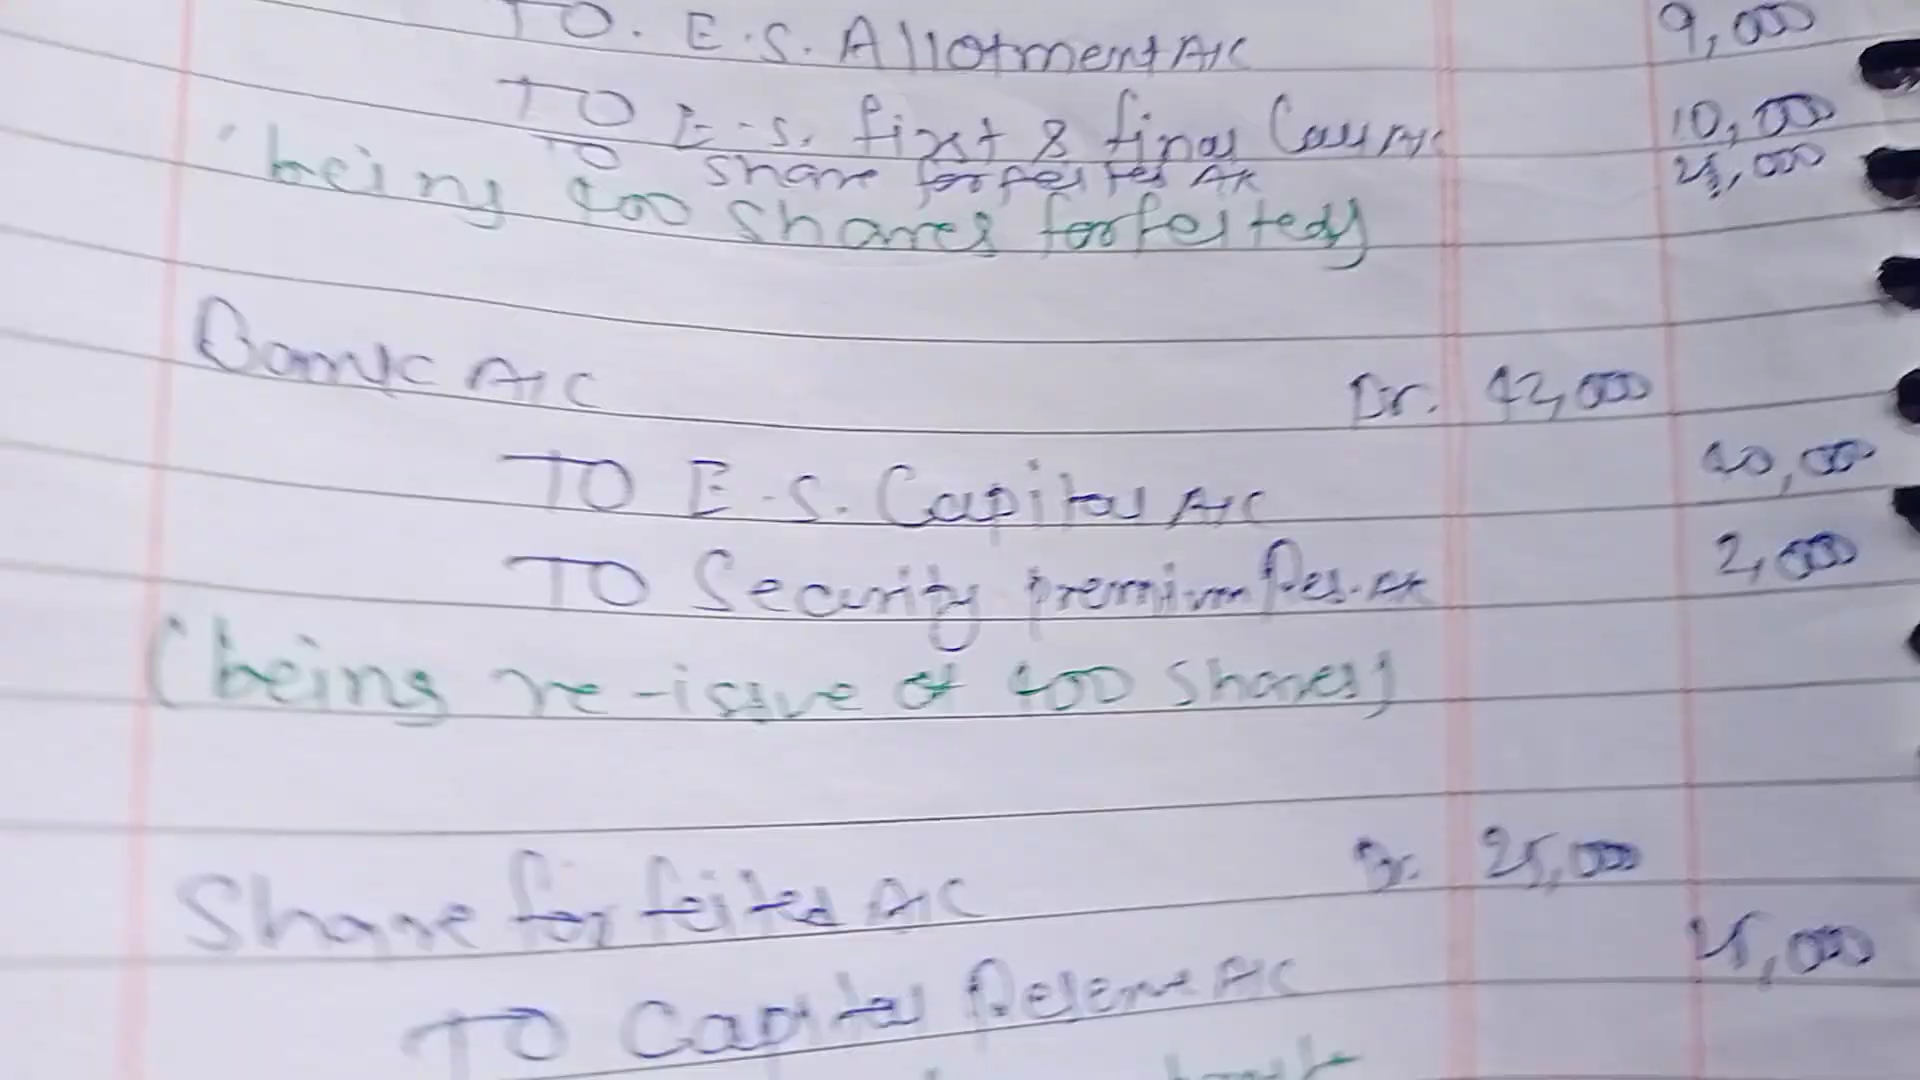 TO. E.S. Allotment A/C 9,000
TO E-S. first & final Call A/C 10,000
TO Share forfeited A/C 25,000
being 400 shares forfeited)
Bank A/C Dr. 42,000
TO E-S. Capital A/C 40,000
TO Security premium Res. A/C 2,000
(being re-issue of 400 shares)
Share forfeited A/C Dr. 25,000
TO Capital Reserve A/C 25,000